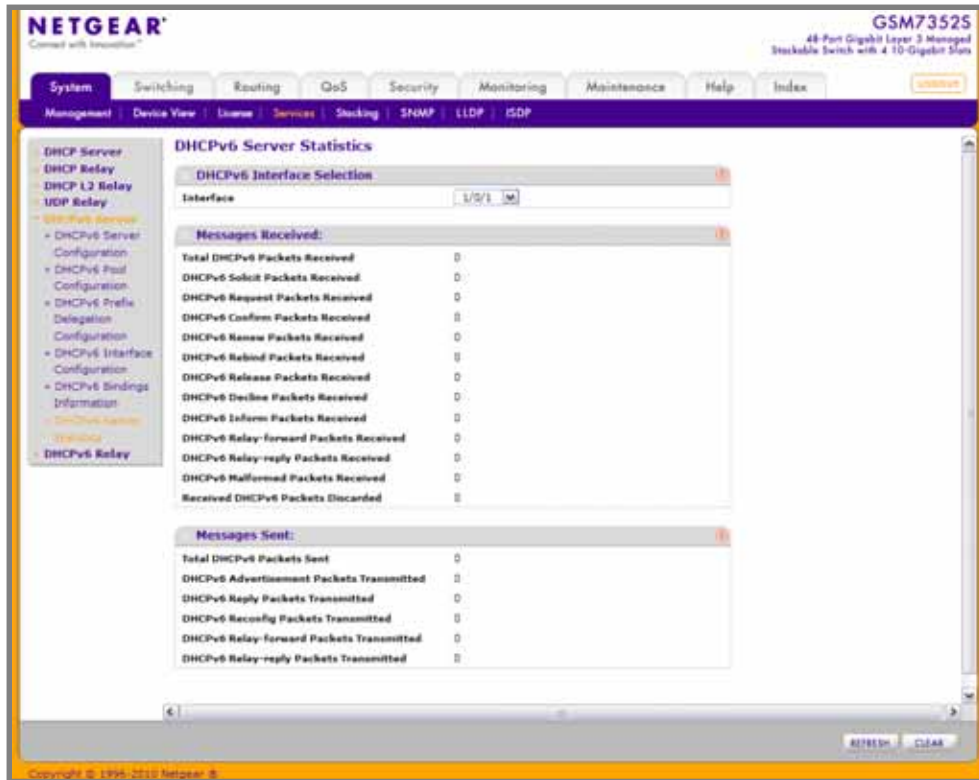 NETGEAR
Connect with Innovation™
GSM7352S
48-Port Gigabit Layer 3 Managed
Stackable Switch with 4 10-Gigabit Slots
System
Switching
Routing
QoS
Security
Monitoring
Maintenance
Help
Index
LOGOUT
Management
Device View
License
Services
Stacking
SNMP
LLDP
ISDP
DHCP Server
DHCP Relay
DHCP L2 Relay
UDP Relay
DHCPv6 Server
DHCPv6 Server
Configuration
DHCPv6 Pool
Configuration
DHCPv6 Prefix
Delegation
Configuration
DHCPv6 Interface
Configuration
DHCPv6 Bindings
Information
DHCPv6 Server
Statistics
DHCPv6 Relay
DHCPv6 Server Statistics
DHCPv6 Interface Selection
Interface 1/0/1
Messages Received:
Total DHCPv6 Packets Received 0
DHCPv6 Solicit Packets Received 0
DHCPv6 Request Packets Received 0
DHCPv6 Confirm Packets Received 0
DHCPv6 Renew Packets Received 0
DHCPv6 Rebind Packets Received 0
DHCPv6 Release Packets Received 0
DHCPv6 Decline Packets Received 0
DHCPv6 Inform Packets Received 0
DHCPv6 Relay-forward Packets Received 0
DHCPv6 Relay-reply Packets Received 0
DHCPv6 Malformed Packets Received 0
Received DHCPv6 Packets Discarded 0
Messages Sent:
Total DHCPv6 Packets Sent 0
DHCPv6 Advertisement Packets Transmitted 0
DHCPv6 Reply Packets Transmitted 0
DHCPv6 Reconfig Packets Transmitted 0
DHCPv6 Relay-forward Packets Transmitted 0
DHCPv6 Relay-reply Packets Transmitted 0
REFRESH
CLEAR
Copyright © 1996-2010 Netgear ®